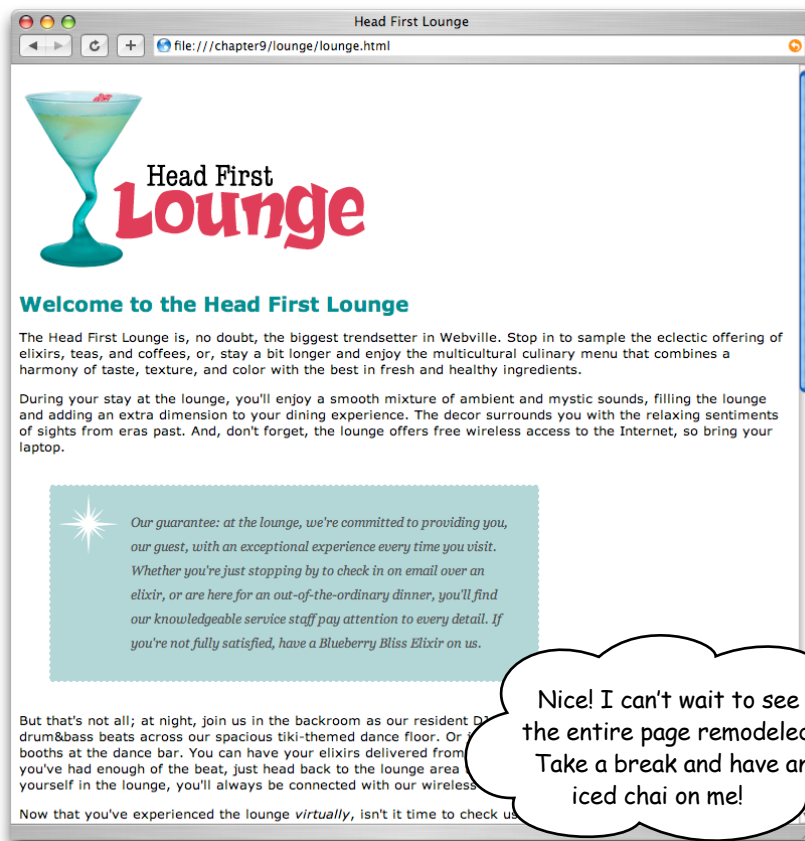 Head First Lounge
file:///chapter9/lounge/lounge.html
Head First
Lounge
Welcome to the Head First Lounge
The Head First Lounge is, no doubt, the biggest trendsetter in Webville. Stop in to sample the eclectic offering of
elixirs, teas, and coffees, or, stay a bit longer and enjoy the multicultural culinary menu that combines a
harmony of taste, texture, and color with the best in fresh and healthy ingredients.
During your stay at the lounge, you'll enjoy a smooth mixture of ambient and mystic sounds, filling the lounge
and adding an extra dimension to your dining experience. The decor surrounds you with the relaxing sentiments
of sights from eras past. And, don't forget, the lounge offers free wireless access to the Internet, so bring your
laptop.
Our guarantee: at the lounge, we're committed to providing you,
our guest, with an exceptional experience every time you visit.
Whether you're just stopping by to check in on email over an
elixir, or are here for an out-of-the-ordinary dinner, you'll find
our knowledgeable service staff pay attention to every detail. If
you're not fully satisfied, have a Blueberry Bliss Elixir on us.
But that's not all; at night, join us in the backroom as our resident
drum&bass beats across our spacious tiki-themed dance floor. Or
booths at the dance bar. You can have your elixirs delivered from
you've had enough of the beat, just head back to the lounge area
yourself in the lounge, you'll always be connected with our wireless
Now that you've experienced the lounge virtually, isn't it time to check us
Nice! I can't wait to see
the entire page remodeled
Take a break and have an
iced chai on me!